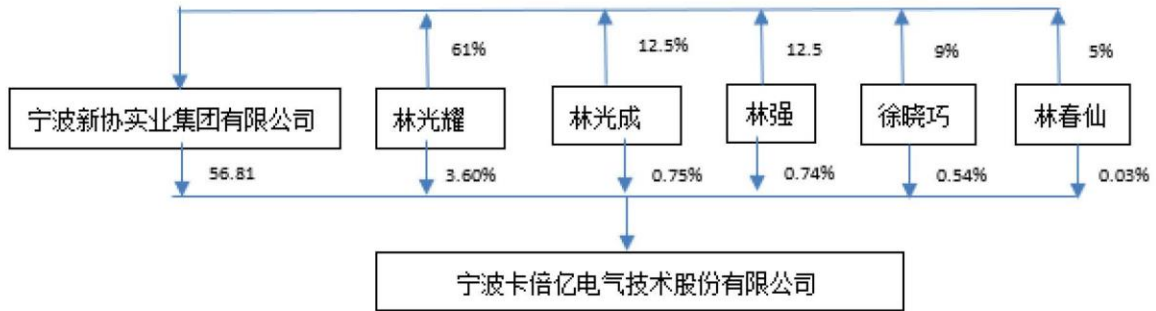 61%
12.5%
12.5
9%
5%
宁波新协实业集团有限公司
林光耀
林光成
林强
徐晓巧
林春仙
56.81
3.60%
0.75%
0.74%
0.54%
0.03%
宁波卡倍亿电气技术股份有限公司